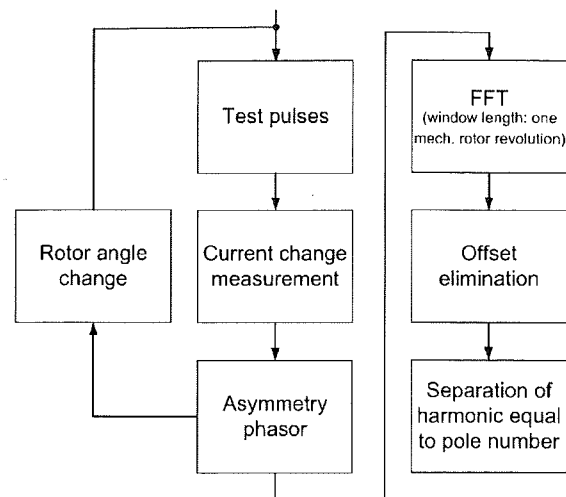 Test pulses
Rotor angle
change
Current change
measurement
Asymmetry
phasor
FFT
(window length: one
mech. rotor revolution)
Offset
elimination
Separation of
harmonic equal
to pole number